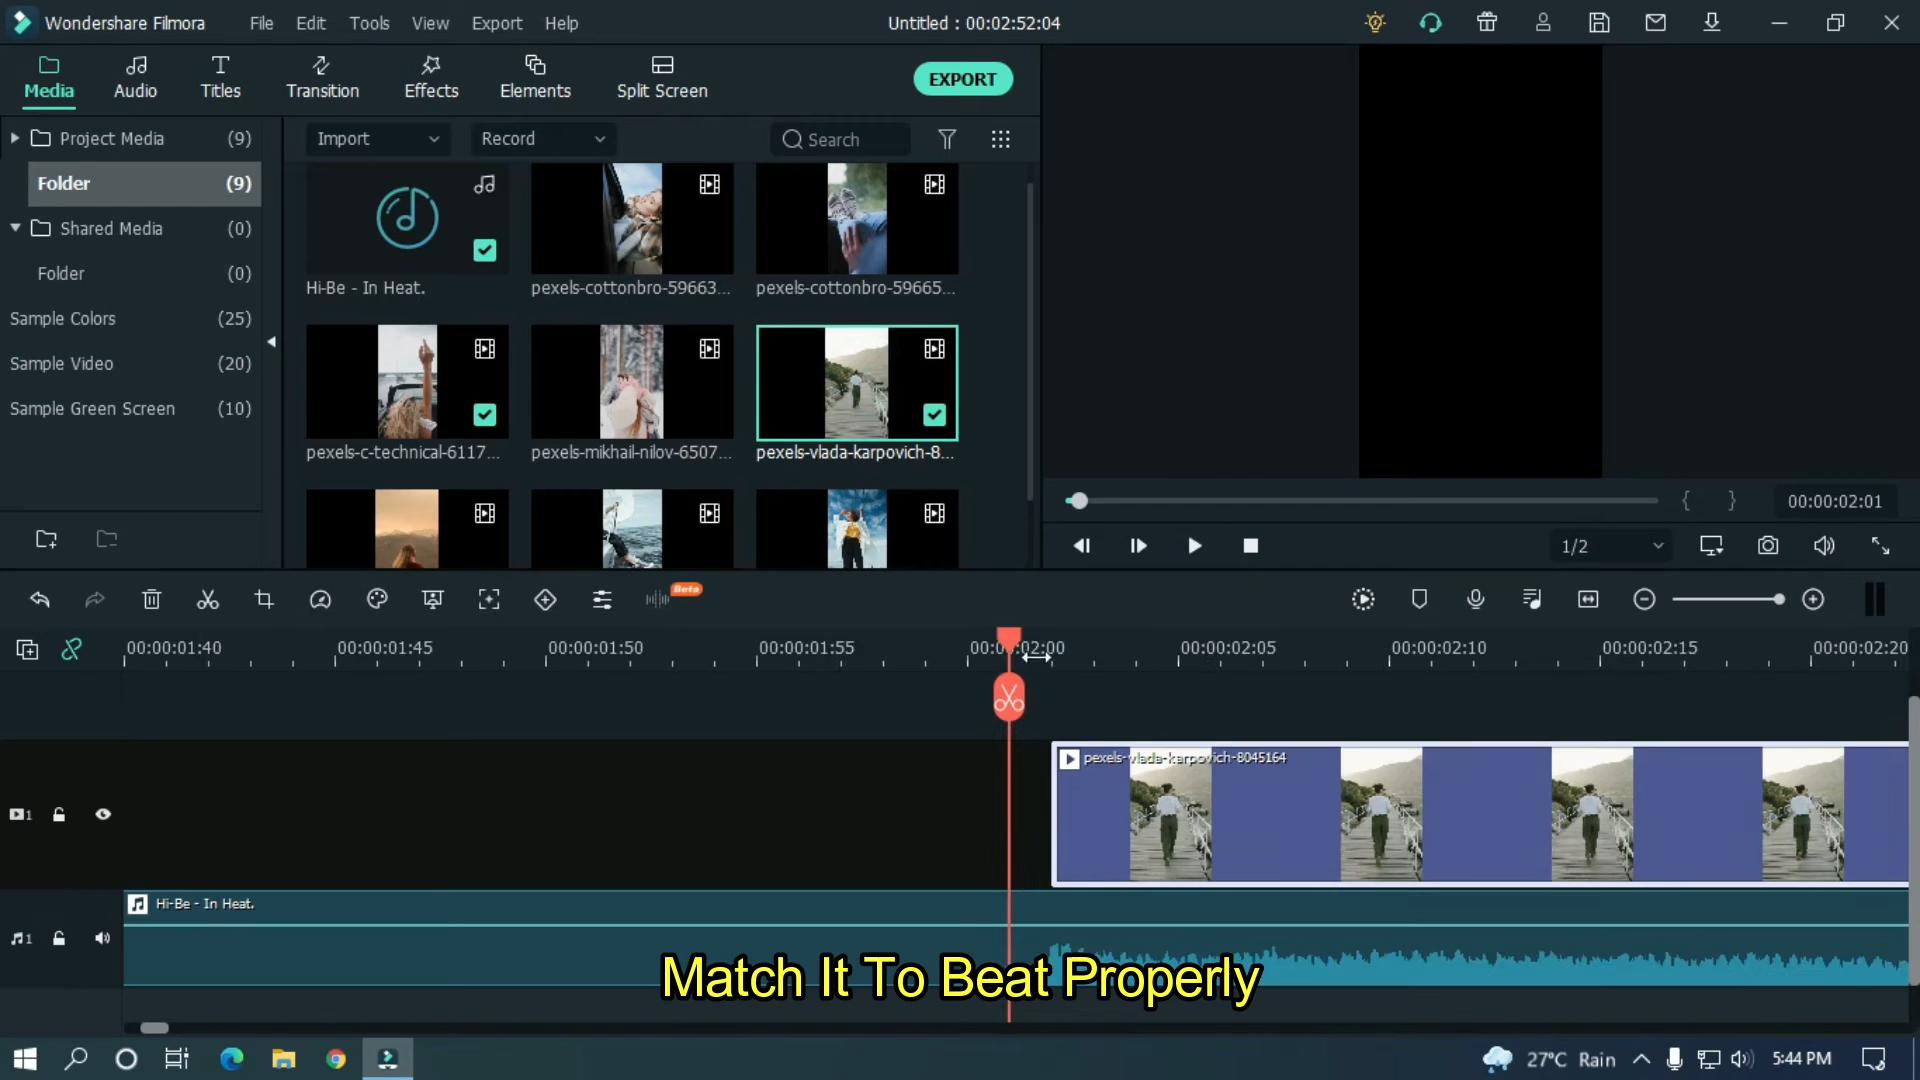 Wondershare Filmora
File
Edit
Tools
View
Export
Help
Untitled : 00:02:52:04
Media
Audio
Titles
Transition
Effects
Elements
Split Screen
EXPORT
Project Media (9)
Folder (9)
Shared Media (0)
Folder (0)
Sample Colors (25)
Sample Video (20)
Sample Green Screen (10)
Import
Record
Search
Hi-Be - In Heat.
pexels-cottonbro-59663...
pexels-cottonbro-59665...
pexels-c-technical-6117...
pexels-mikhail-nilov-6507...
pexels-vlada-karpovich-8...
{ }
00:00:02:01
1/2
Beta
00:00:01:40
00:00:01:45
00:00:01:50
00:00:01:55
00:00:02:00
00:00:02:05
00:00:02:10
00:00:02:15
00:00:02:20
pexels-vlada-karpovich-8045164
1
Hi-Be - In Heat.
1
Match It To Beat Properly
27°C Rain
5:44 PM